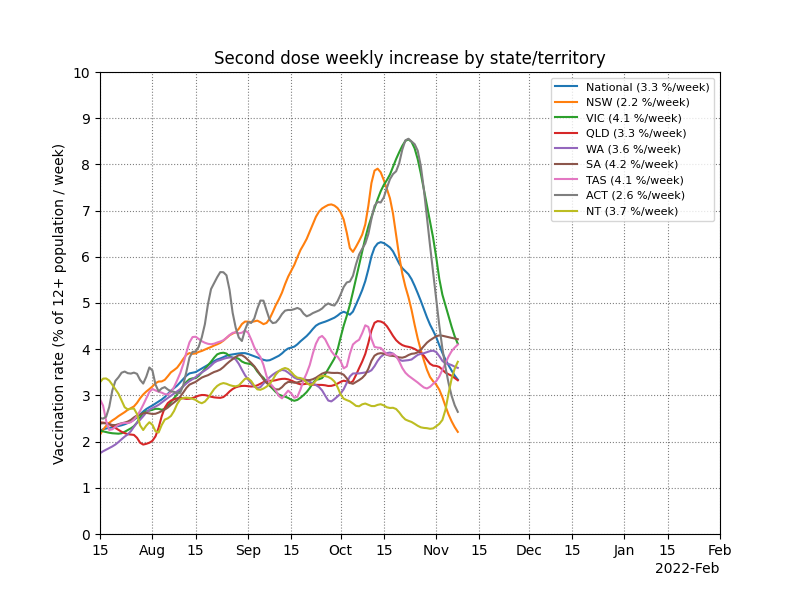 Second dose weekly increase by state/territory
Vaccination rate (% of 12+ population / week)
10
9
8
7
6
5
4
3
2
1
0
National (3.3 %/week)
NSW (2.2 %/week)
VIC (4.1 %/week)
QLD (3.3 %/week)
WA (3.6 %/week)
SA (4.2 %/week)
TAS (4.1 %/week)
ACT (2.6 %/week)
NT (3.7 %/week)
15 Aug 15 Sep 15 Oct 15 Nov 15 Dec 15 Jan 15 Feb
2022-Feb